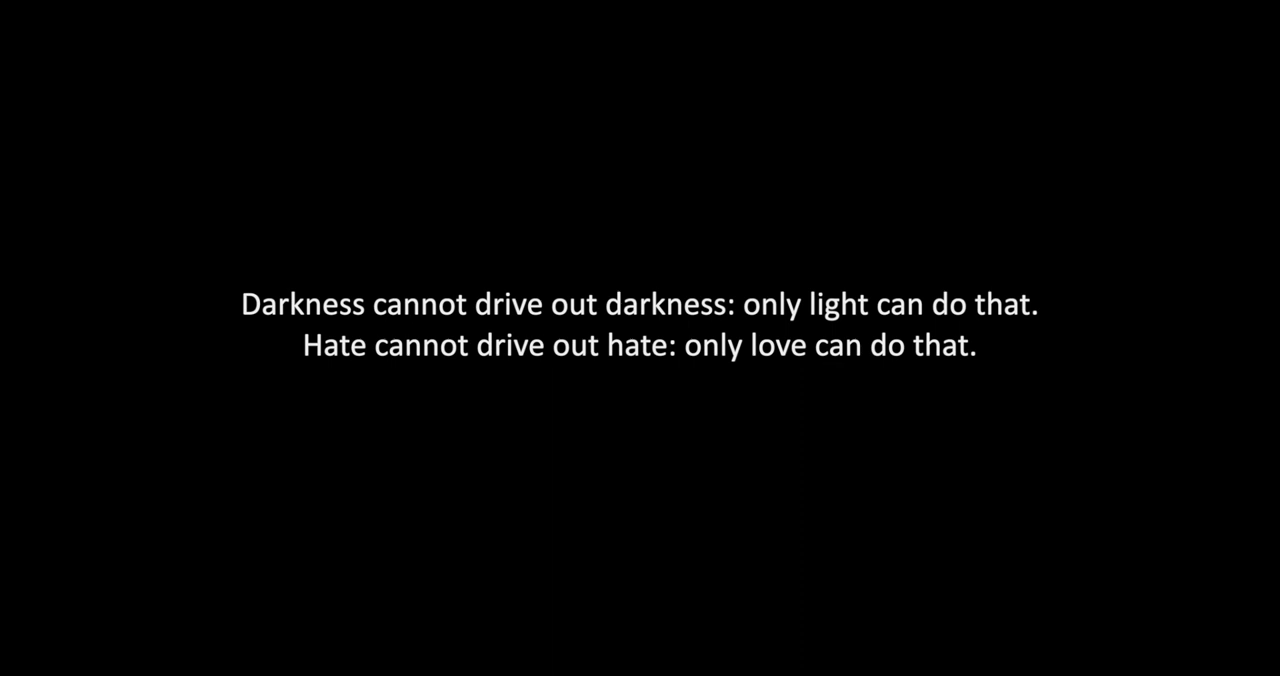 Darkness cannot drive out darkness: only light can do that.
Hate cannot drive out hate: only love can do that.